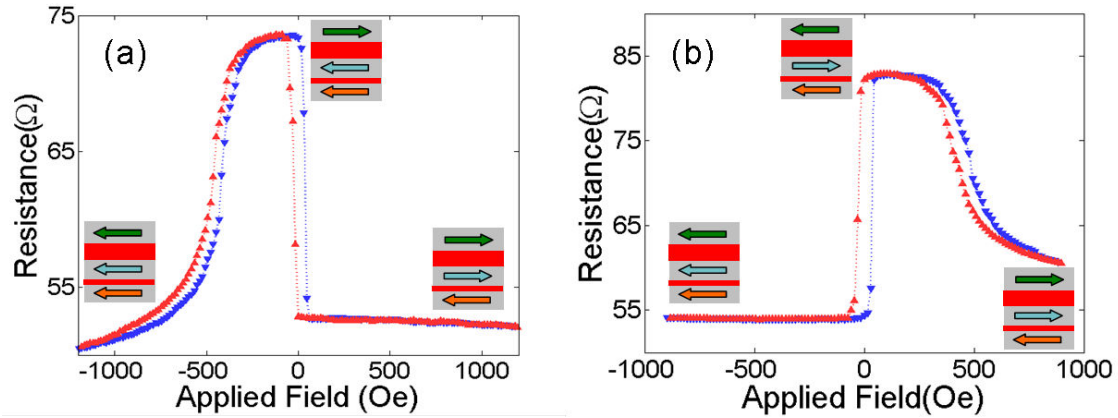 75
(a)
65
55
Resistance(Ω)
-1000
-500
0
500
1000
Applied Field (Oe)
85
(b)
75
65
55
Resistance(Ω)
-1000
-500
0
500
1000
Applied Field(Oe)